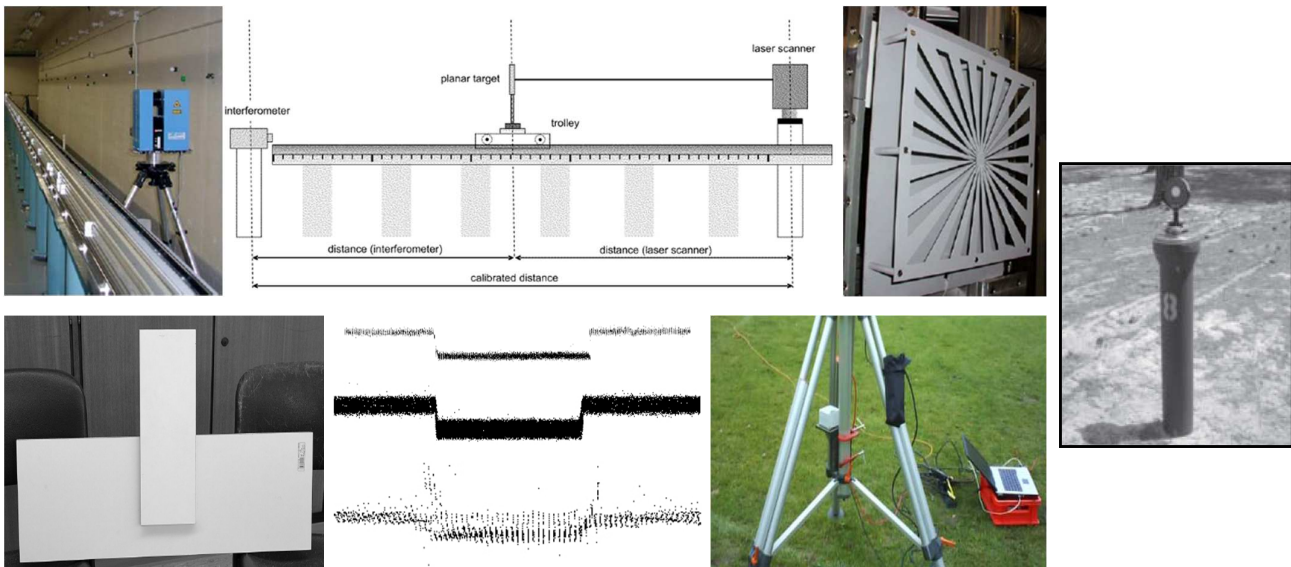 laser scanner
planar target
interferometer
trolley
distance (interferometer)
distance (laser scanner)
calibrated distance
8